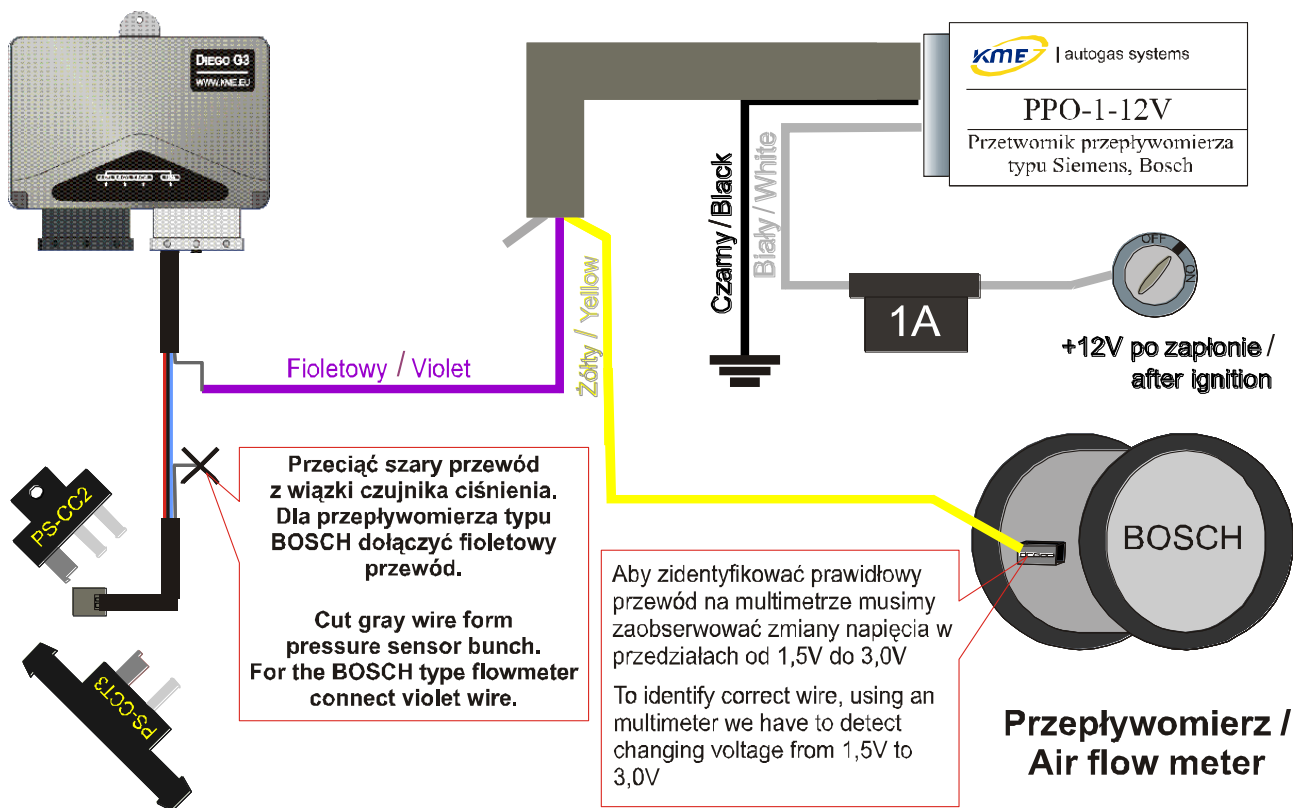 DIEGO G3
WWW.KME.EU
KME | autogas systems
PPO-1-12V
Przetwornik przepływomierza
typu Siemens, Bosch
Czarny / Black
Biały / White
OFF
ON
1A
+12V po zapłonie /
after ignition
Fioletowy / Violet
Żółty / Yellow
PS-CC2
PS-CCT3
Przeciąć szary przewód
z wiązki czujnika ciśnienia.
Dla przepływomierza typu
BOSCH dołączyć fioletowy
przewód.
Cut gray wire form
pressure sensor bunch.
For the BOSCH type flowmeter
connect violet wire.
Aby zidentyfikować prawidłowy
przewód na multimetrze musimy
zaobserwować zmiany napięcia w
przedziałach od 1,5V do 3,0V
To identify correct wire, using an
multimeter we have to detect
changing voltage from 1,5V to
3,0V
BOSCH
Przepływomierz /
Air flow meter